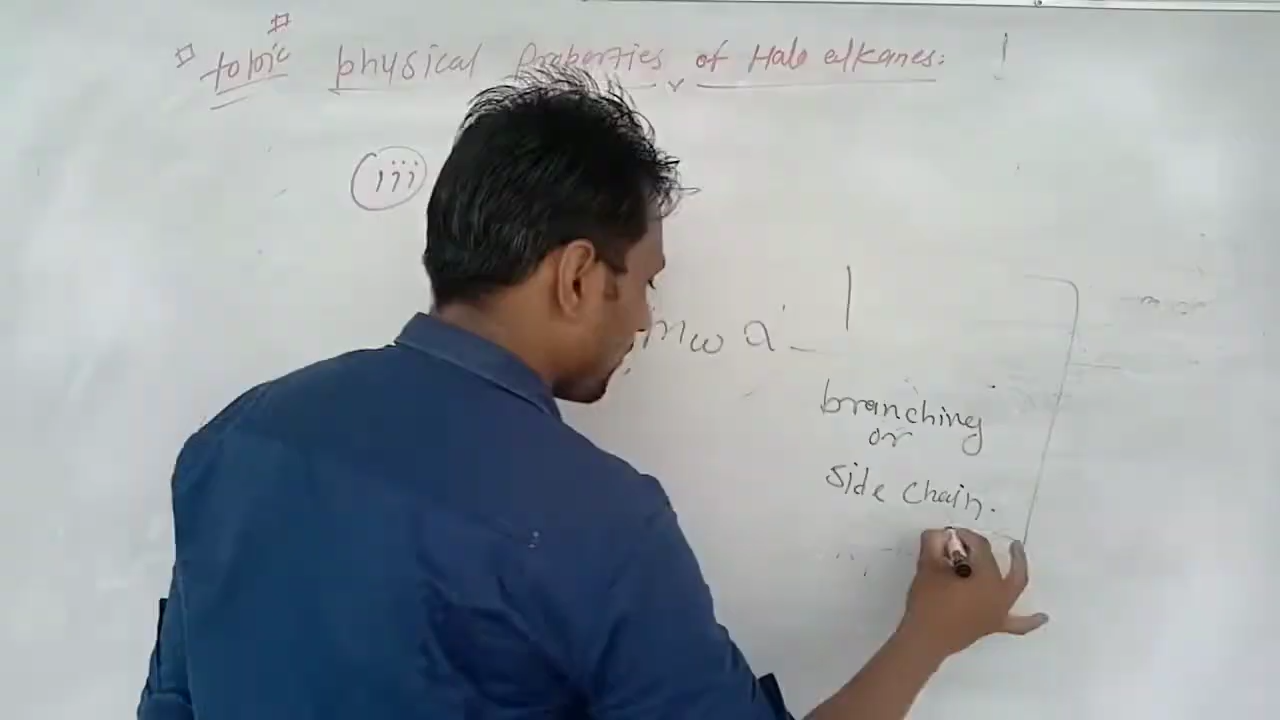 topic physical Properties of Halo alkanes:
iii
mw α
branching
or
side chain.